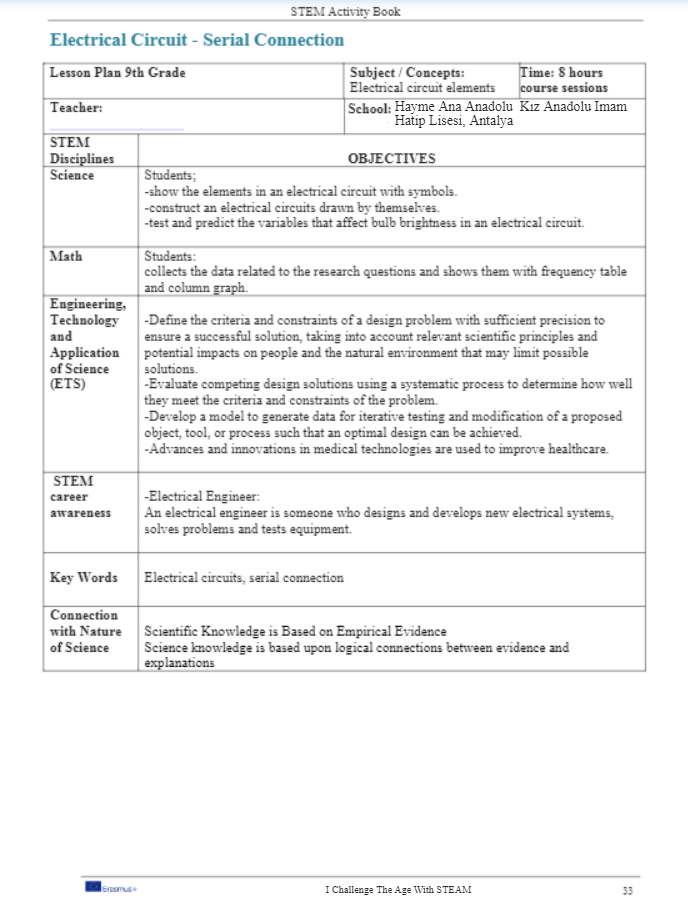 STEM Activity Book
Electrical Circuit - Serial Connection
Lesson Plan 9th Grade
Subject / Concepts:
Electrical circuit elements
Time: 8 hours
course sessions
Teacher:
School: Hayme Ana Anadolu Kız Anadolu Imam
Hatip Lisesi, Antalya
STEM
Disciplines
OBJECTIVES
Science
Students;
-show the elements in an electrical circuit with symbols.
-construct an electrical circuits drawn by themselves.
-test and predict the variables that affect bulb brightness in an electrical circuit.
Math
Students:
collects the data related to the research questions and shows them with frequency table
and column graph.
Engineering,
Technology
and
Application
of Science
(ETS)
-Define the criteria and constraints of a design problem with sufficient precision to
ensure a successful solution, taking into account relevant scientific principles and
potential impacts on people and the natural environment that may limit possible
solutions.
-Evaluate competing design solutions using a systematic process to determine how well
they meet the criteria and constraints of the problem.
-Develop a model to generate data for iterative testing and modification of a proposed
object, tool, or process such that an optimal design can be achieved.
-Advances and innovations in medical technologies are used to improve healthcare.
STEM
career
awareness
-Electrical Engineer:
An electrical engineer is someone who designs and develops new electrical systems,
solves problems and tests equipment.
Key Words
Electrical circuits, serial connection
Connection
with Nature
of Science
Scientific Knowledge is Based on Empirical Evidence
Science knowledge is based upon logical connections between evidence and
explanations
Erasmus+
I Challenge The Age With STEAM
33